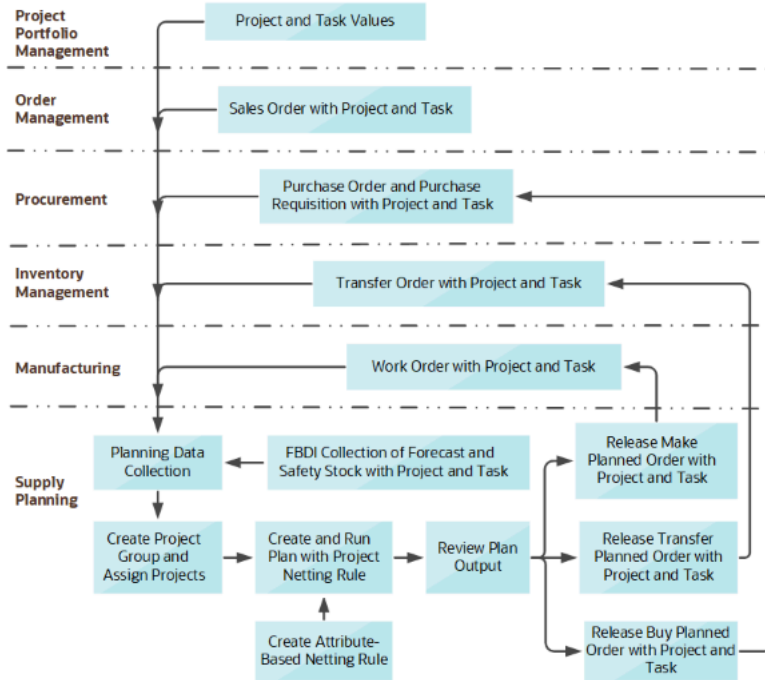 Project
Portfolio
Management
Project and Task Values
Order
Management
Sales Order with Project and Task
Procurement
Purchase Order and Purchase
Requisition with Project and Task
Inventory
Management
Transfer Order with Project and Task
Manufacturing
Work Order with Project and Task
Supply
Planning
Planning Data
Collection
FBDI Collection of Forecast and
Safety Stock with Project and Task
Release Make
Planned Order with
Project and Task
Create Project
Group and
Assign Projects
Create and Run
Plan with Project
Netting Rule
Review Plan
Output
Release Transfer
Planned Order with
Project and Task
Create Attribute-
Based Netting Rule
Release Buy Planned
Order with Project and
Task